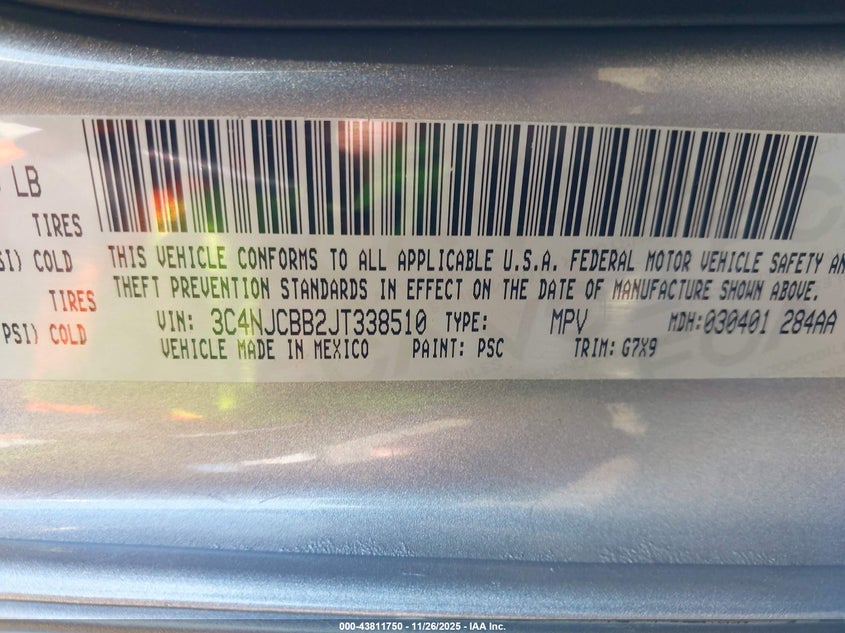 LB
TIRES
SI) COLD
TIRES
PSI) COLD
THIS VEHICLE CONFORMS TO ALL APPLICABLE U.S.A. FEDERAL MOTOR VEHICLE SAFETY AN
THEFT PREVENTION STANDARDS IN EFFECT ON THE DATE OF MANUFACTURE SHOWN ABOVE.
VIN: 3C4NJCBB2JT338510 TYPE: MPV MDH:030401 284AA
VEHICLE MADE IN MEXICO PAINT: PSC TRIM: G7X9
000-43811750 - 11/26/2025 - IAA Inc.